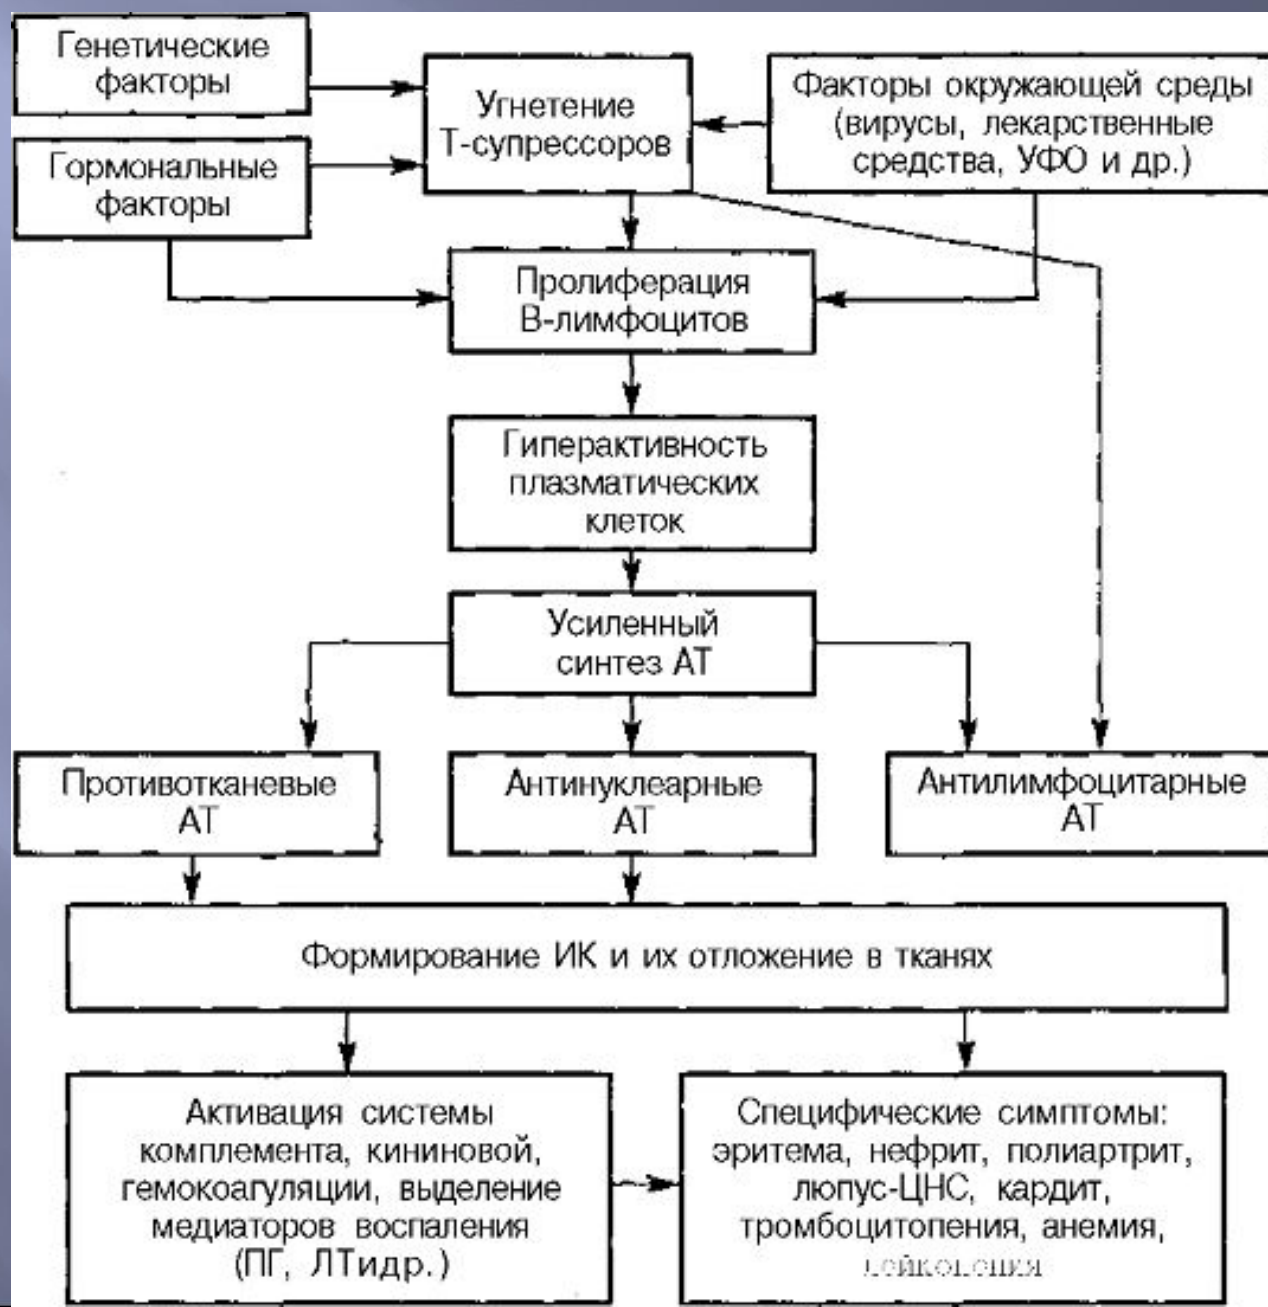 Генетические
факторы
Гормональные
факторы
Угнетение
Т-супрессоров
Факторы окружающей среды
(вирусы, лекарственные
средства, УФО и др.)
Пролиферация
В-лимфоцитов
Гиперактивность
плазматических
клеток
Усиленный
синтез АТ
Противотканевые
АТ
Антинуклеарные
АТ
Антилимфоцитарные
АТ
Формирование ИК и их отложение в тканях
Активация системы
комплемента, кининовой,
гемокоагуляции, выделение
медиаторов воспаления
(ПГ, ЛТидр.)
Специфические симптомы:
эритема, нефрит, полиартрит,
люпус-ЦНС, кардит,
тромбоцитопения, анемия,
лейкопения